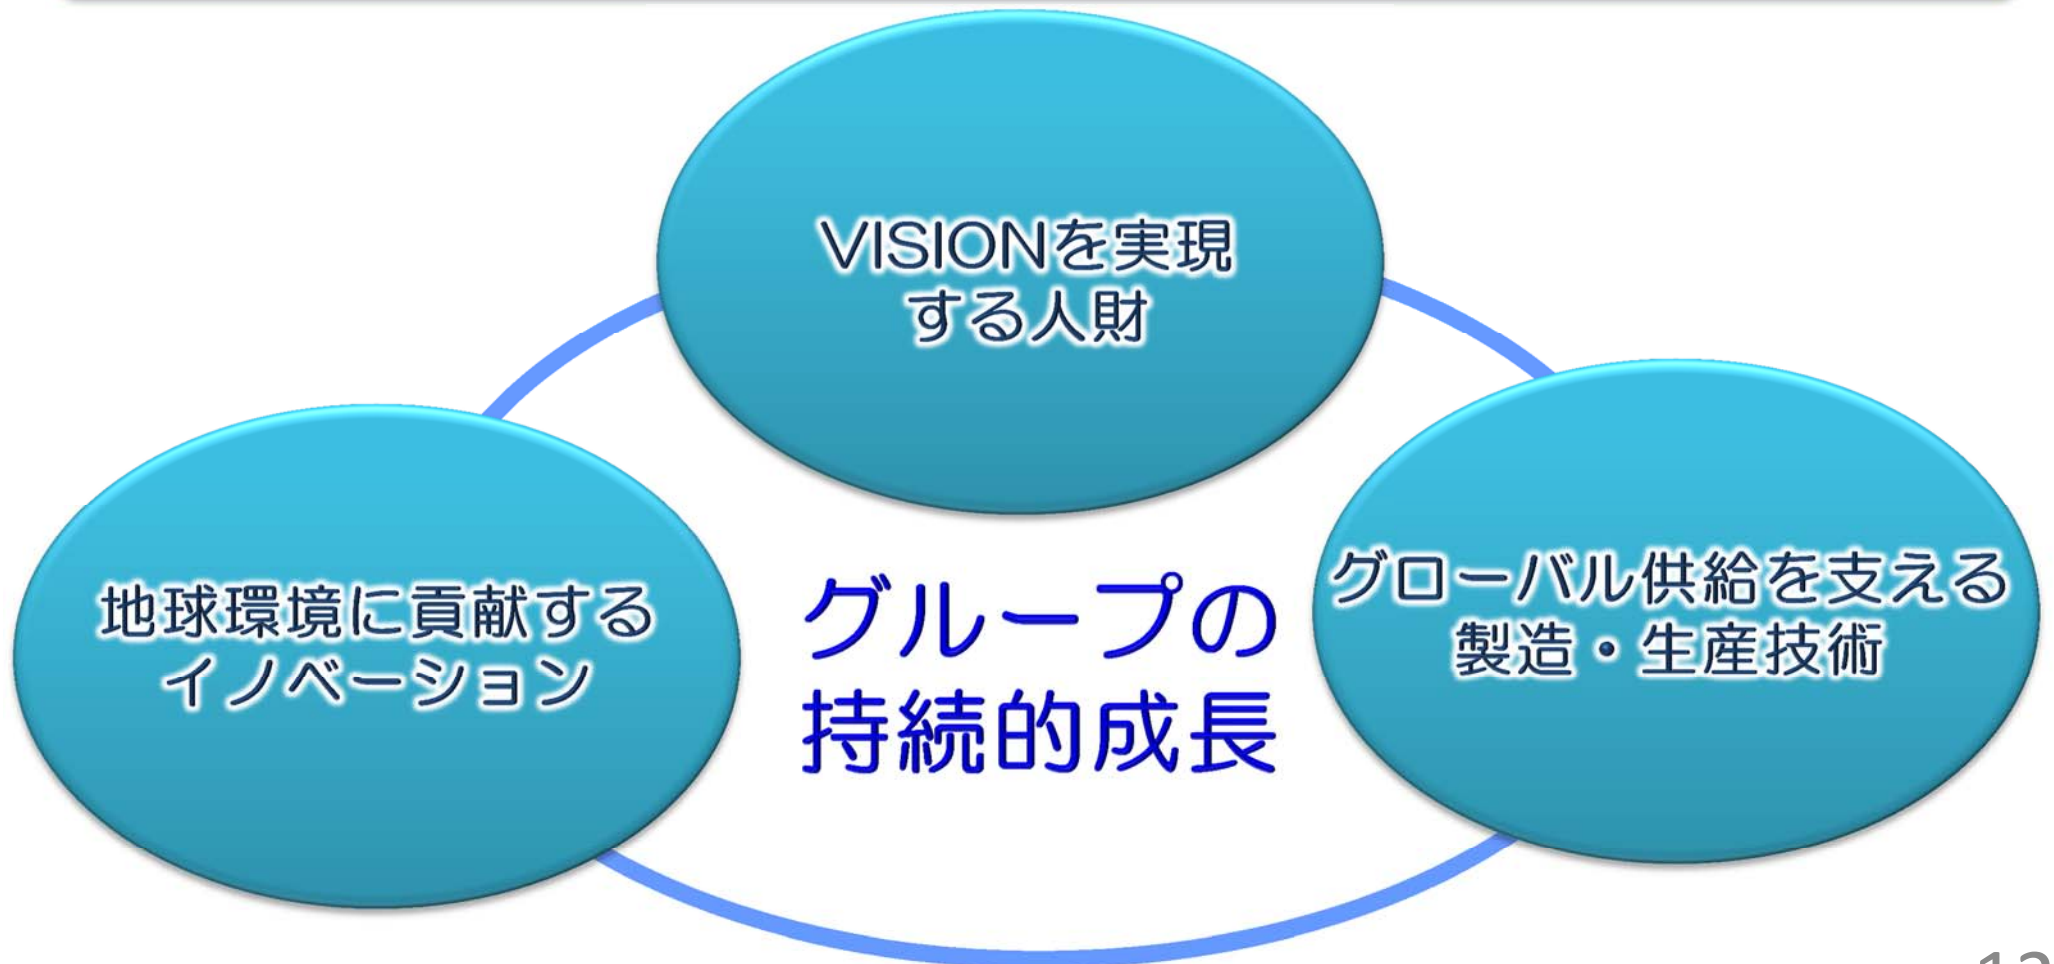 VISIONを実現
する人財
地球環境に貢献する
イノベーション
グループの
持続的成長
グローバル供給を支える
製造・生産技術